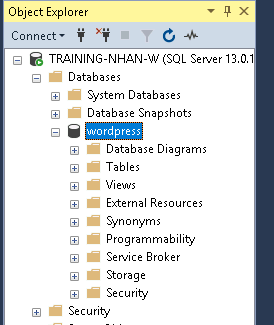 Object Explorer
Connect
TRAINING-NHAN-W (SQL Server 13.0.1
Databases
System Databases
Database Snapshots
wordpress
Database Diagrams
Tables
Views
External Resources
Synonyms
Programmability
Service Broker
Storage
Security
Security